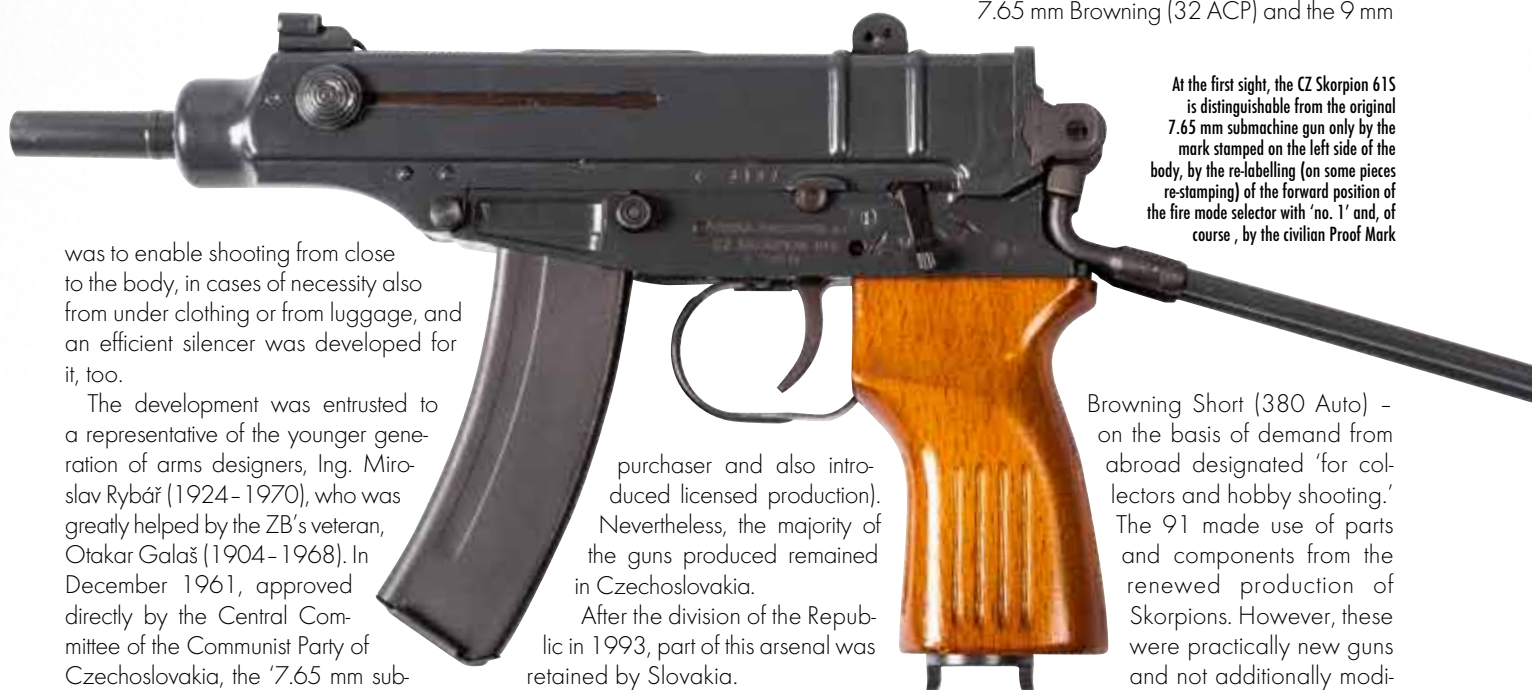 was to enable shooting from close
to the body, in cases of necessity also
from under clothing or from luggage, and
an efficient silencer was developed for
it, too.
The development was entrusted to
a representative of the younger gene-
ration of arms designers, Ing. Miro-
slav Rybář (1924–1970), who was
greatly helped by the ZB's veteran,
Otakar Galaš (1904–1968). In
December 1961, approved
directly by the Central Com-
mittee of the Communist Party of
Czechoslovakia, the ‘7.65 mm sub-
purchaser and also intro-
duced licensed production).
Nevertheless, the majority of
the guns produced remained
in Czechoslovakia.
After the division of the Repub-
lic in 1993, part of this arsenal was
retained by Slovakia.
7.65 mm Browning (32 ACP) and the 9 mm
Browning Short (380 Auto) –
on the basis of demand from
abroad designated ‘for col-
lectors and hobby shooting.’
The 91 made use of parts
and components from the
renewed production of
Skorpions. However, these
were practically new guns
and not additionally modi-
At the first sight, the CZ Skorpion 61S
is distinguishable from the original
7.65 mm submachine gun only by the
mark stamped on the left side of the
body, by the re-labelling (on some pieces
re-stamping) of the forward position of
the fire mode selector with ‘no. 1’ and, of
course , by the civilian Proof Mark
CZ SKORPION
1